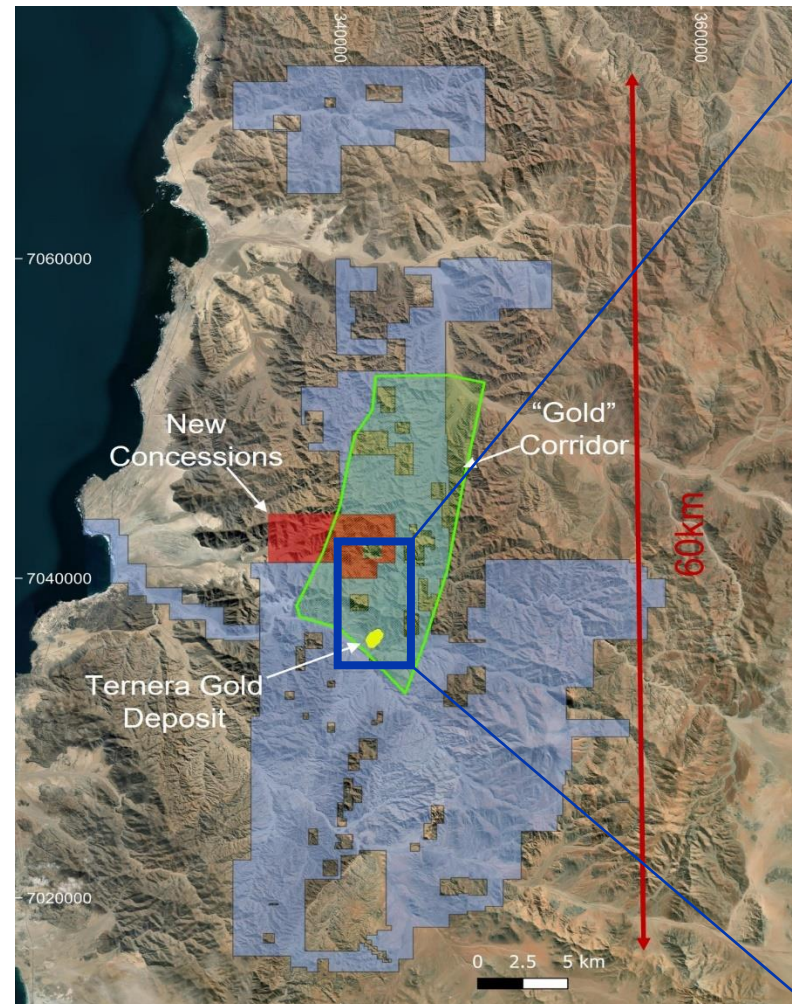 340000
360000
7060000
New
Concessions
“Gold”
Corridor
60km
7040000
Ternera Gold
Deposit
7020000
0 2.5 5 km